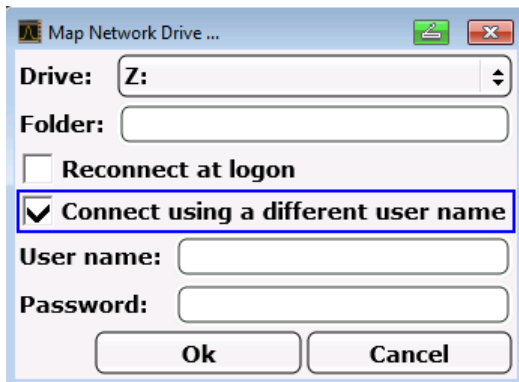 Map Network Drive ...
Drive: Z:
Folder:
Reconnect at logon
Connect using a different user name
User name:
Password:
Ok Cancel